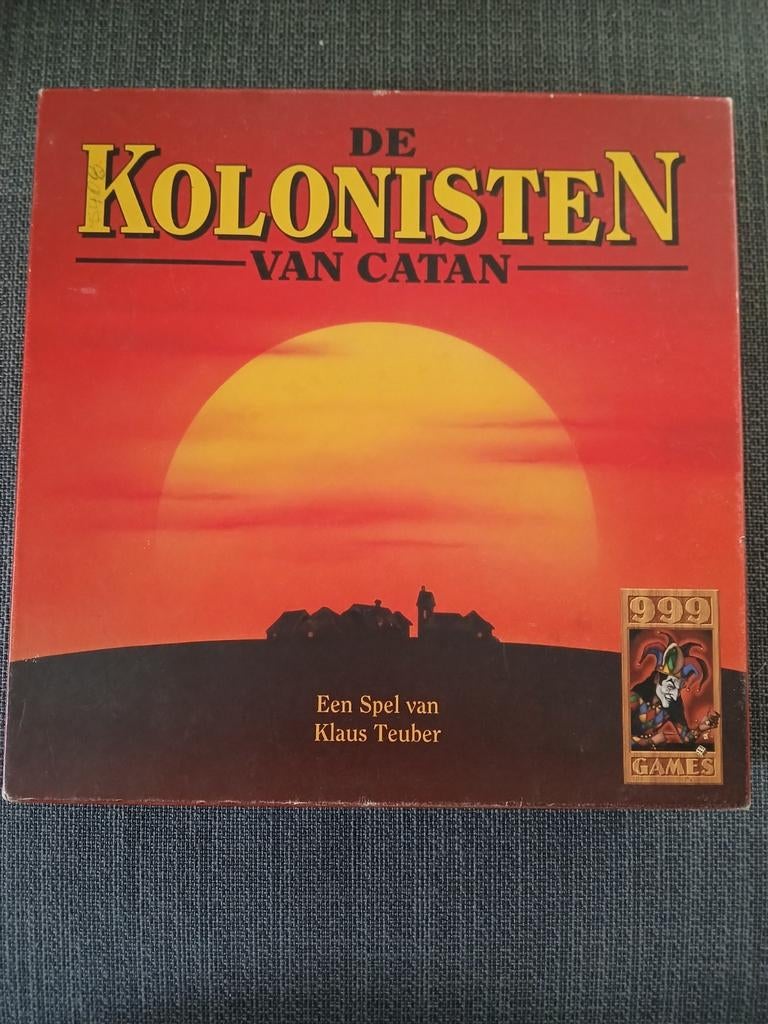 DE
KOLONISTEN
VAN CATAN
Een Spel van
Klaus Teuber
999
GAMES